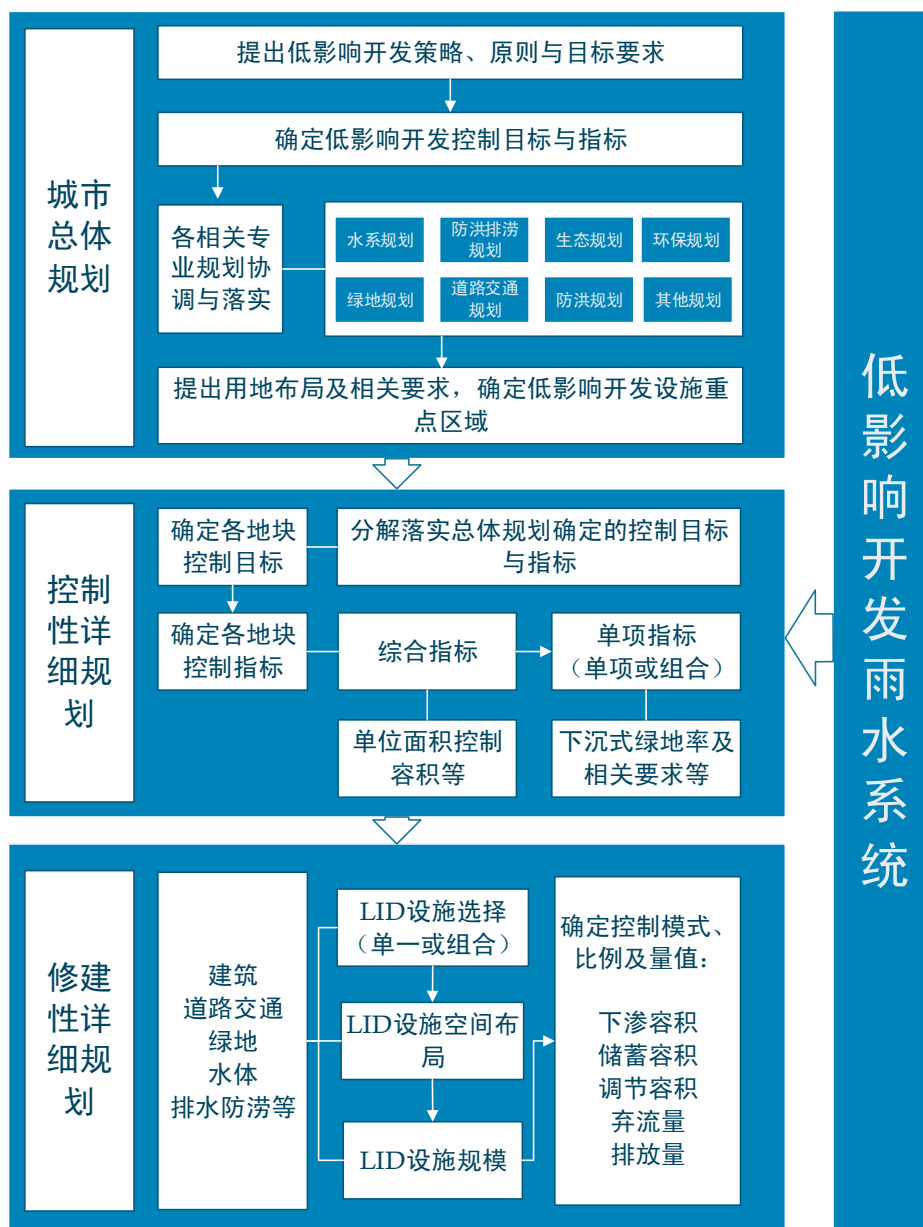 城市
总体
规划
提出低影响开发策略、原则与目标要求
确定低影响开发控制目标与指标
各相关专
业规划协
调与落实
水系规划
防洪排涝
规划
生态规划
环保规划
绿地规划
道路交通
规划
防洪规划
其他规划
提出用地布局及相关要求，确定低影响开发设施重
点区域
控制
性详
细规
划
确定各地块
控制目标
分解落实总体规划确定的控制目标
与指标
确定各地块
控制指标
综合指标
单项指标
（单项或组合）
单位面积控制
容积等
下沉式绿地率及
相关要求等
修建
性详
细规
划
建筑
道路交通
绿地
水体
排水防涝等
LID设施选择
（单一或组合）
LID设施空间布
局
LID设施规模
确定控制模式、
比例及量值：
下渗容积
储蓄容积
调节容积
弃流量
排放量
低影响开发雨水系统